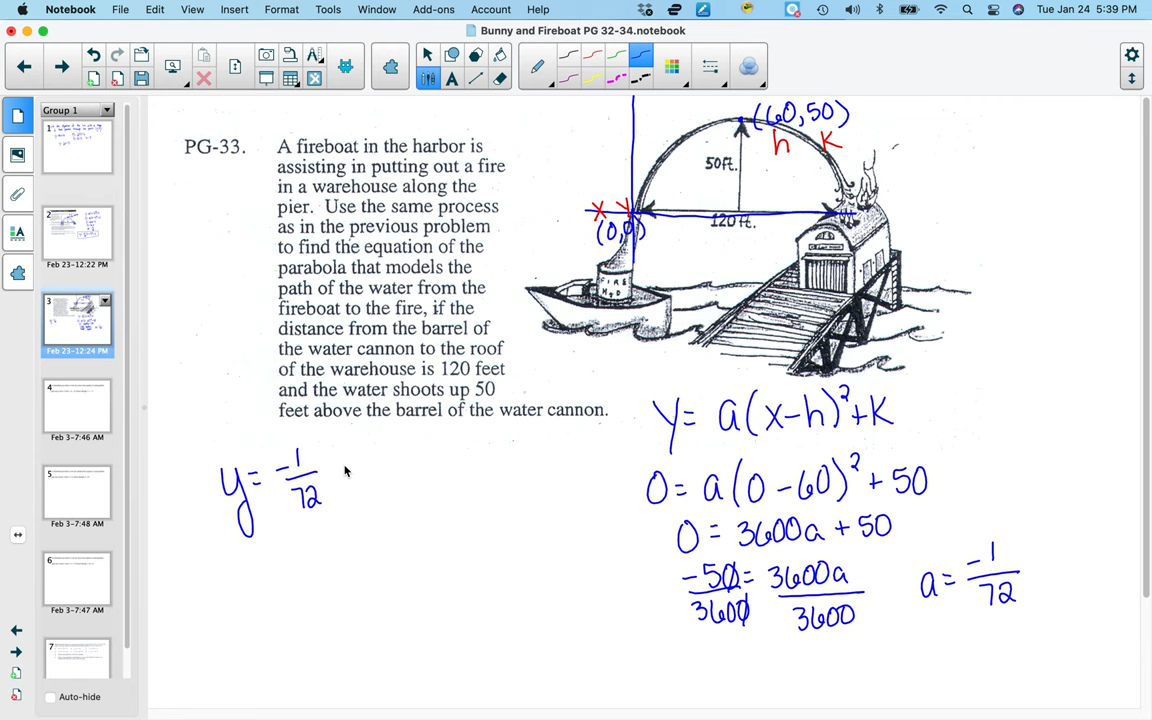 Notebook File Edit View Insert Format Tools Window Add-ons Account Help Tue Jan 24 5:39 PM
Bunny and Fireboat PG 32-34.notebook
Group 1
1
2
Feb 23-12:22 PM
3
Feb 23-12:24 PM
4
Feb 3-7:46 AM
5
Feb 3-7:48 AM
6
Feb 3-7:47 AM
7
Auto-hide
PG-33. A fireboat in the harbor is
assisting in putting out a fire
in a warehouse along the
pier. Use the same process
as in the previous problem
to find the equation of the
parabola that models the
path of the water from the
fireboat to the fire, if the
distance from the barrel of
the water cannon to the roof
of the warehouse is 120 feet
and the water shoots up 50
feet above the barrel of the water cannon.
(60,50)
h k
50ft.
x y
(0,0)
120 ft.
FIRE
y = a(x-h)²+k
0 = a(0-60)²+50
0 = 3600a + 50
-50 = 3600a
3600 3600
a = -1/72
y = -1/72